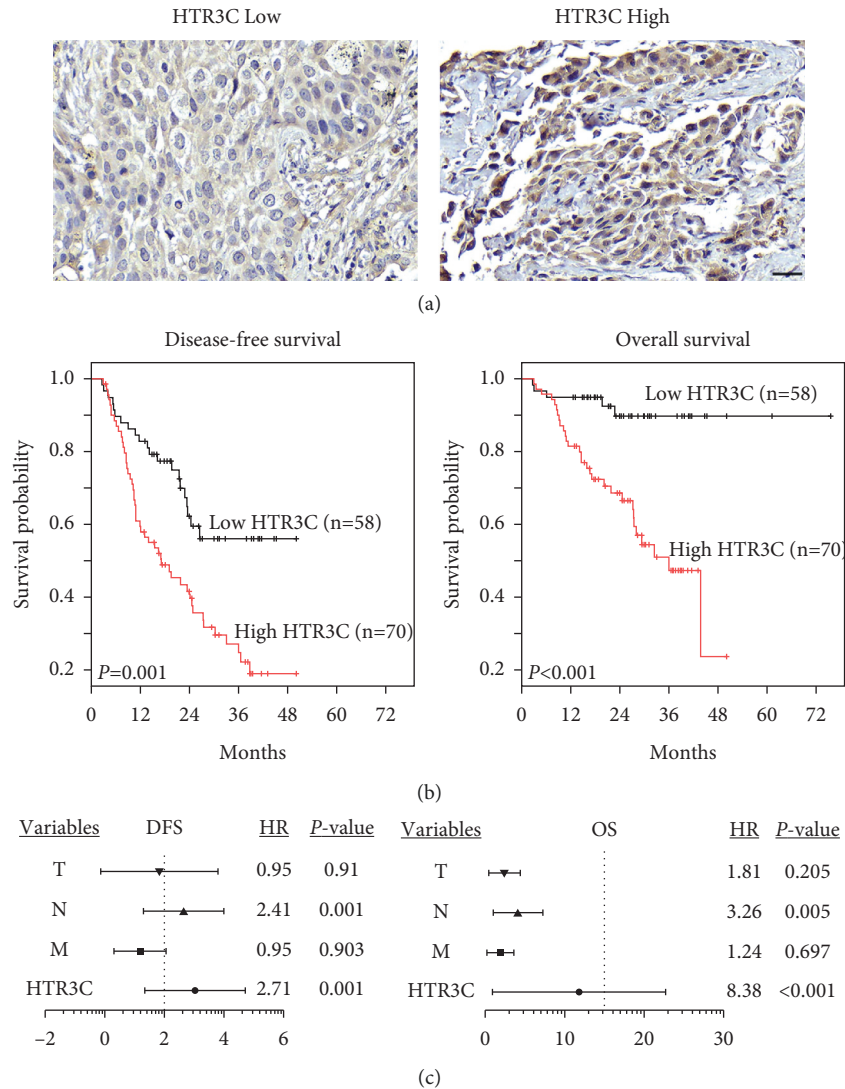 HTR3C Low HTR3C High
(a)
Disease-free survival
1.0
0.8
0.6
0.4
0.2
Survival probability
Low HTR3C (n=58)
High HTR3C (n=70)
P=0.001
0 12 24 36 48 60 72
Months
Overall survival
1.0
0.8
0.6
0.4
0.2
Survival probability
Low HTR3C (n=58)
High HTR3C (n=70)
P<0.001
0 12 24 36 48 60 72
Months
(b)
Variables DFS HR P-value
T 0.95 0.91
N 2.41 0.001
M 0.95 0.903
HTR3C 2.71 0.001
−2 0 2 4 6
Variables OS HR P-value
T 1.81 0.205
N 3.26 0.005
M 1.24 0.697
HTR3C 8.38 <0.001
0 10 20 30
(c)